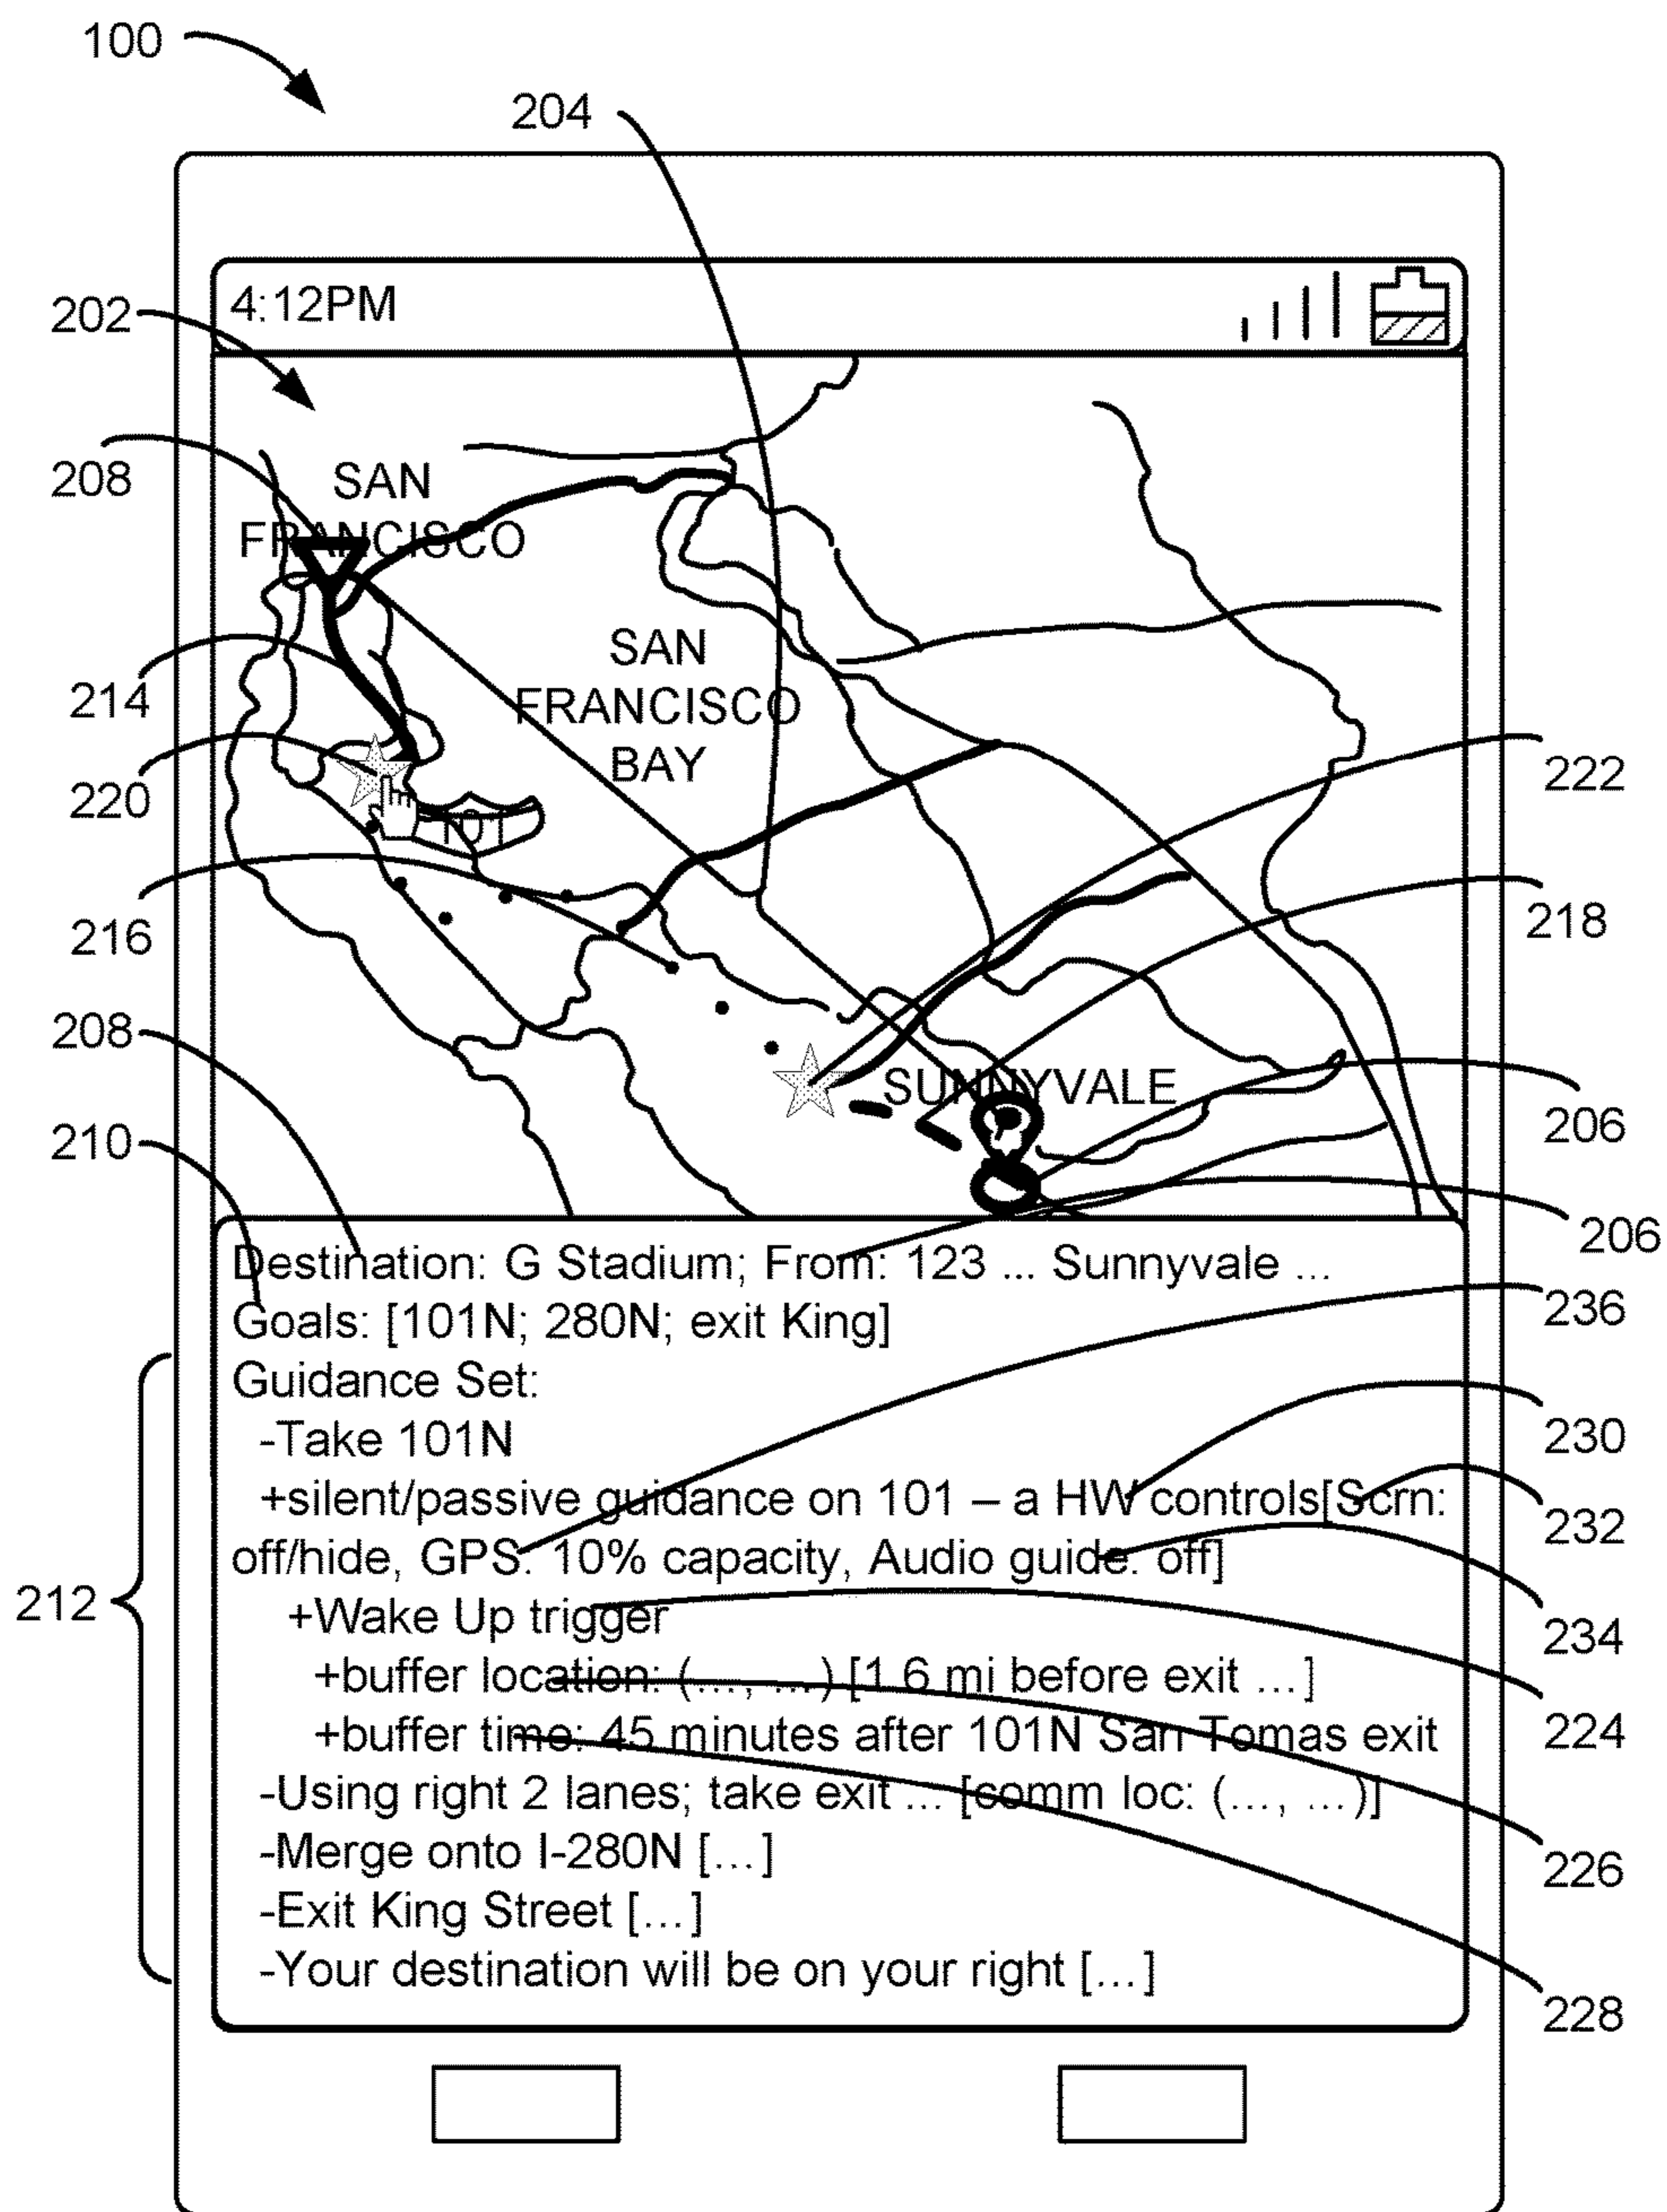 100
204
202
4:12PM
208
SAN
FRANCISCO
SAN
FRANCISCO
BAY
214
222
220
101
218
216
208
SUNNYVALE
206
210
206
Destination: G Stadium; From: 123 ... Sunnyvale ...
236
Goals: [101N; 280N; exit King]
Guidance Set:
230
-Take 101N
+silent/passive guidance on 101 – a HW controls[Scrn:
232
off/hide, GPS: 10% capacity, Audio guide: off]
212
234
+Wake Up trigger
+buffer location: (..., ...) [1.6 mi before exit ...]
224
+buffer time: 45 minutes after 101N San Tomas exit
-Using right 2 lanes; take exit ... [comm loc: (..., ...)]
226
-Merge onto I-280N [...]
-Exit King Street [...]
-Your destination will be on your right [...]
228